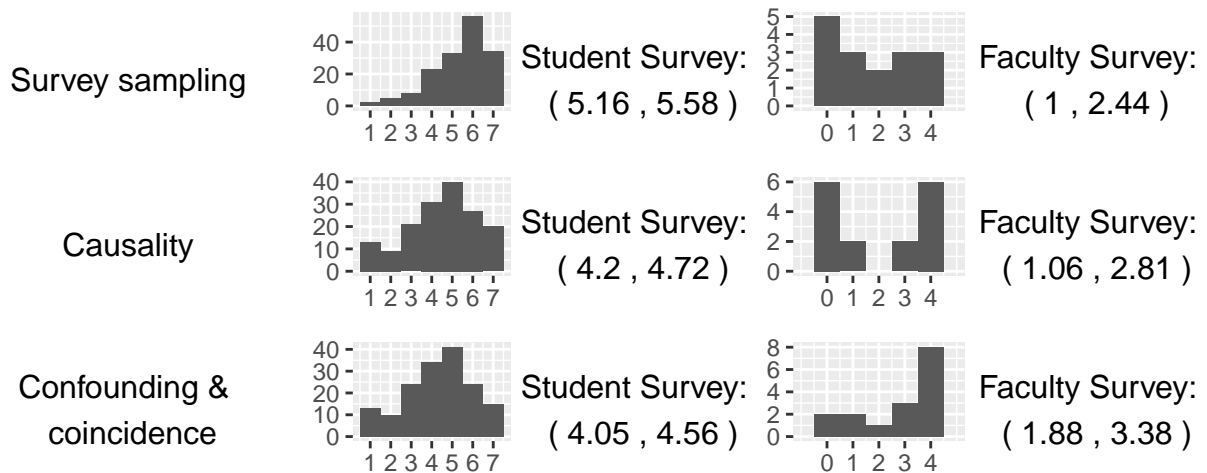 Survey sampling
0
20
40
1 2 3 4 5 6 7
Student Survey:
( 5.16 , 5.58 )
0
1
2
3
4
5
0 1 2 3 4
Faculty Survey:
( 1 , 2.44 )
Causality
0
10
20
30
40
1 2 3 4 5 6 7
Student Survey:
( 4.2 , 4.72 )
0
2
4
6
0 1 2 3 4
Faculty Survey:
( 1.06 , 2.81 )
Confounding &
coincidence
0
10
20
30
40
1 2 3 4 5 6 7
Student Survey:
( 4.05 , 4.56 )
0
2
4
6
8
0 1 2 3 4
Faculty Survey:
( 1.88 , 3.38 )